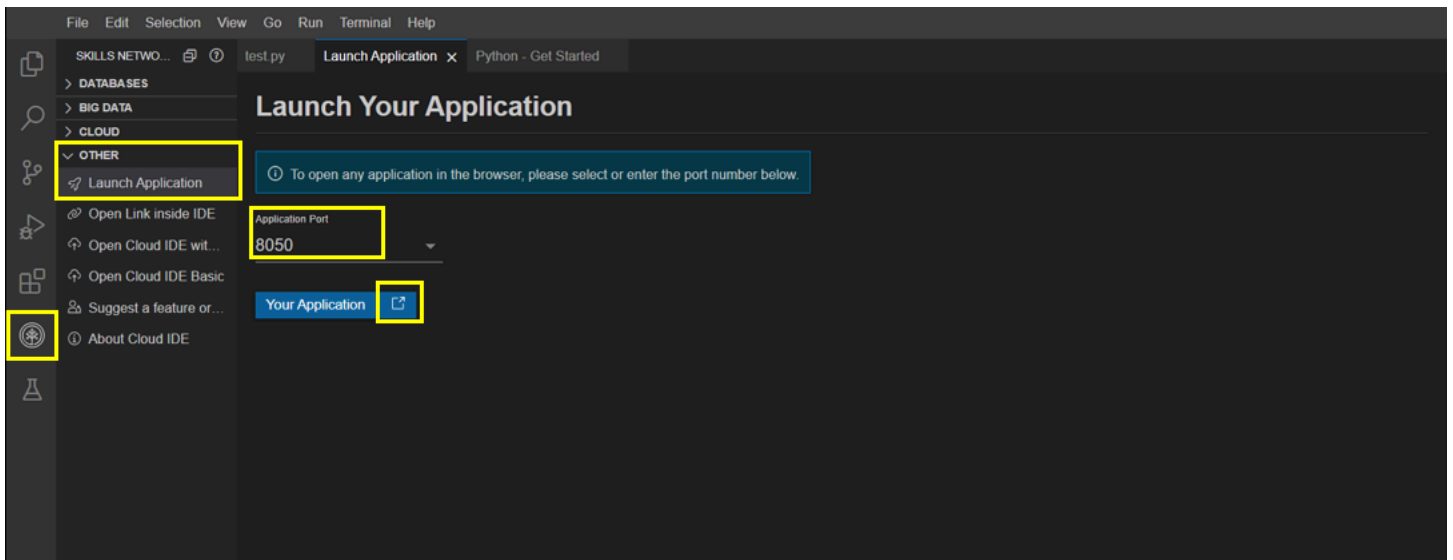 File Edit Selection View Go Run Terminal Help
SKILLS NETWO...
test.py Launch Application Python - Get Started
DATABASES
BIG DATA
CLOUD
OTHER
Launch Application
Open Link inside IDE
Open Cloud IDE wit...
Open Cloud IDE Basic
Suggest a feature or...
About Cloud IDE
Launch Your Application
To open any application in the browser, please select or enter the port number below.
Application Port
8050
Your Application